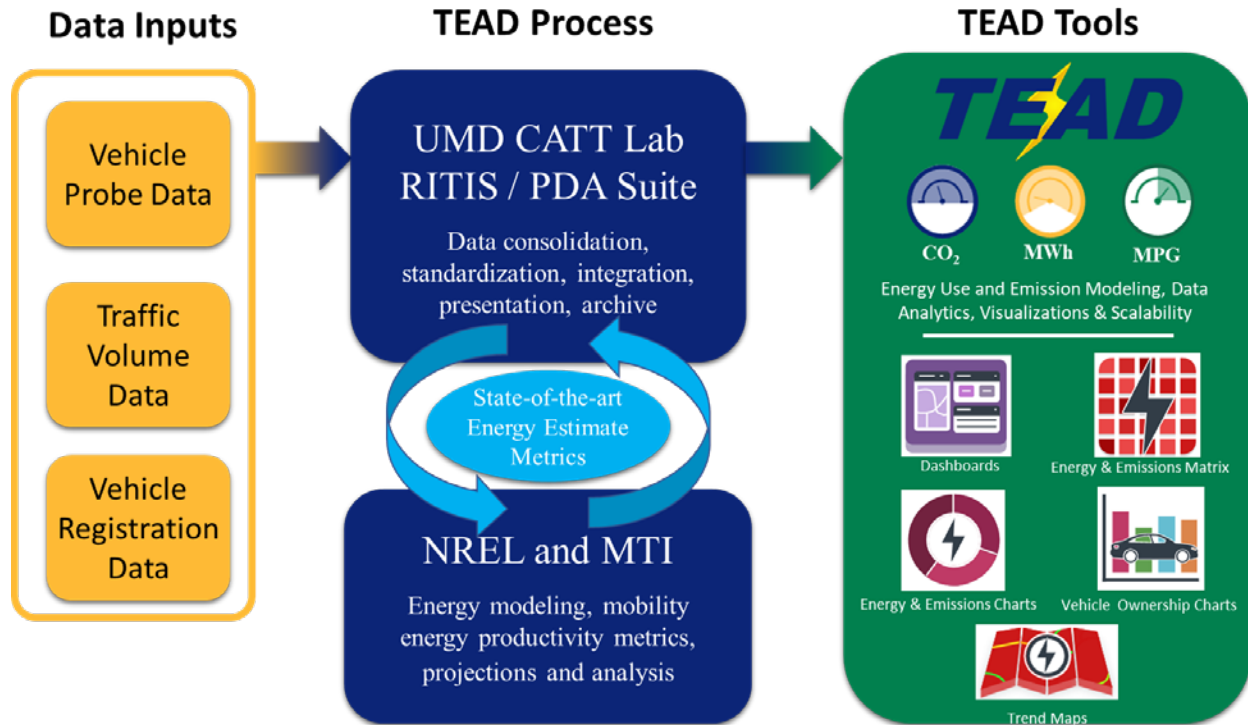 Data Inputs
Vehicle
Probe Data
Traffic
Volume
Data
Vehicle
Registration
Data
TEAD Process
UMD CATT Lab
RITIS / PDA Suite
Data consolidation,
standardization, integration,
presentation, archive
State-of-the-art
Energy Estimate
Metrics
NREL and MTI
Energy modeling, mobility
energy productivity metrics,
projections and analysis
TEAD Tools
TEAD
CO₂
MWh
MPG
Energy Use and Emission Modeling, Data
Analytics, Visualizations & Scalability
Dashboards
Energy & Emissions Matrix
Energy & Emissions Charts
Vehicle Ownership Charts
Trend Maps